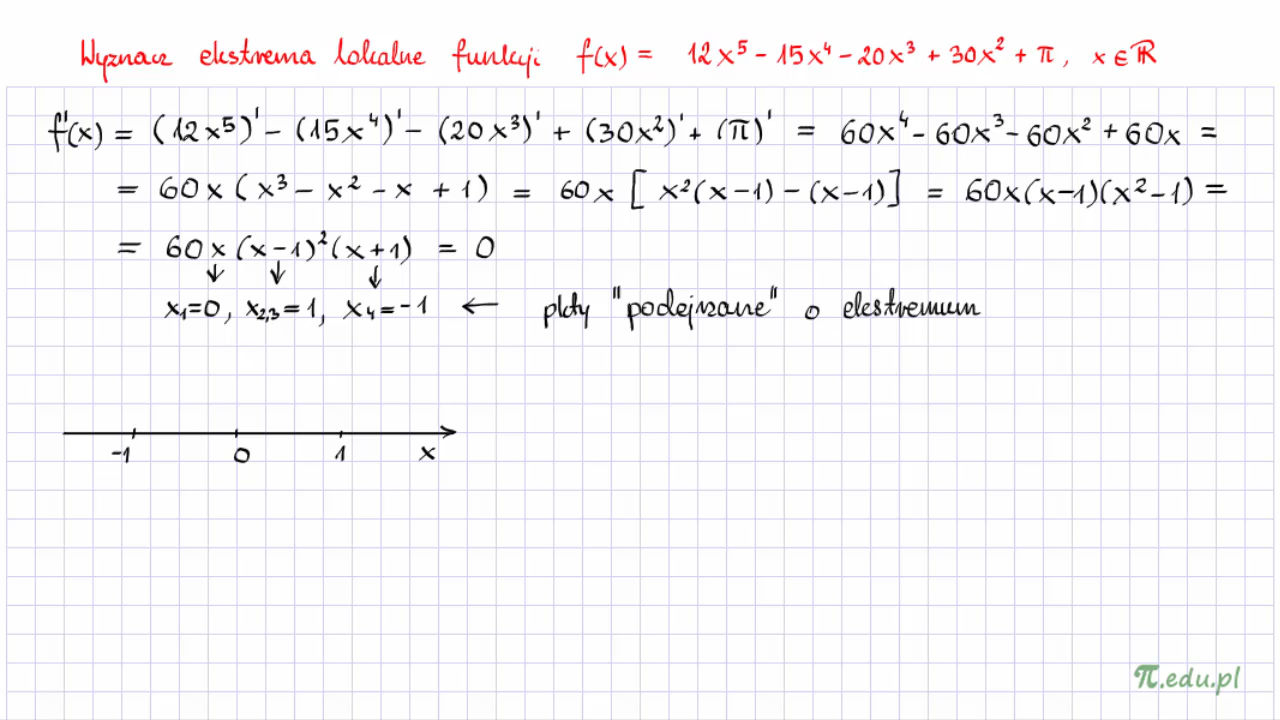 Wyznacz ekstrema lokalne funkcji f(x) = 12x⁵ - 15x⁴ - 20x³ + 30x² + π, x ∈ ℝ
f'(x) = (12x⁵)' - (15x⁴)' - (20x³)' + (30x²)' + (π)' = 60x⁴ - 60x³ - 60x² + 60x =
= 60x(x³ - x² - x + 1) = 60x[x²(x-1) - (x-1)] = 60x(x-1)(x²-1) =
= 60x(x-1)²(x+1) = 0
↓ ↓ ↓
x₁=0, x₂,₃=1, x₄=-1 ← pkty "podejrzane" o ekstremum
-1 0 1 x
π.edu.pl